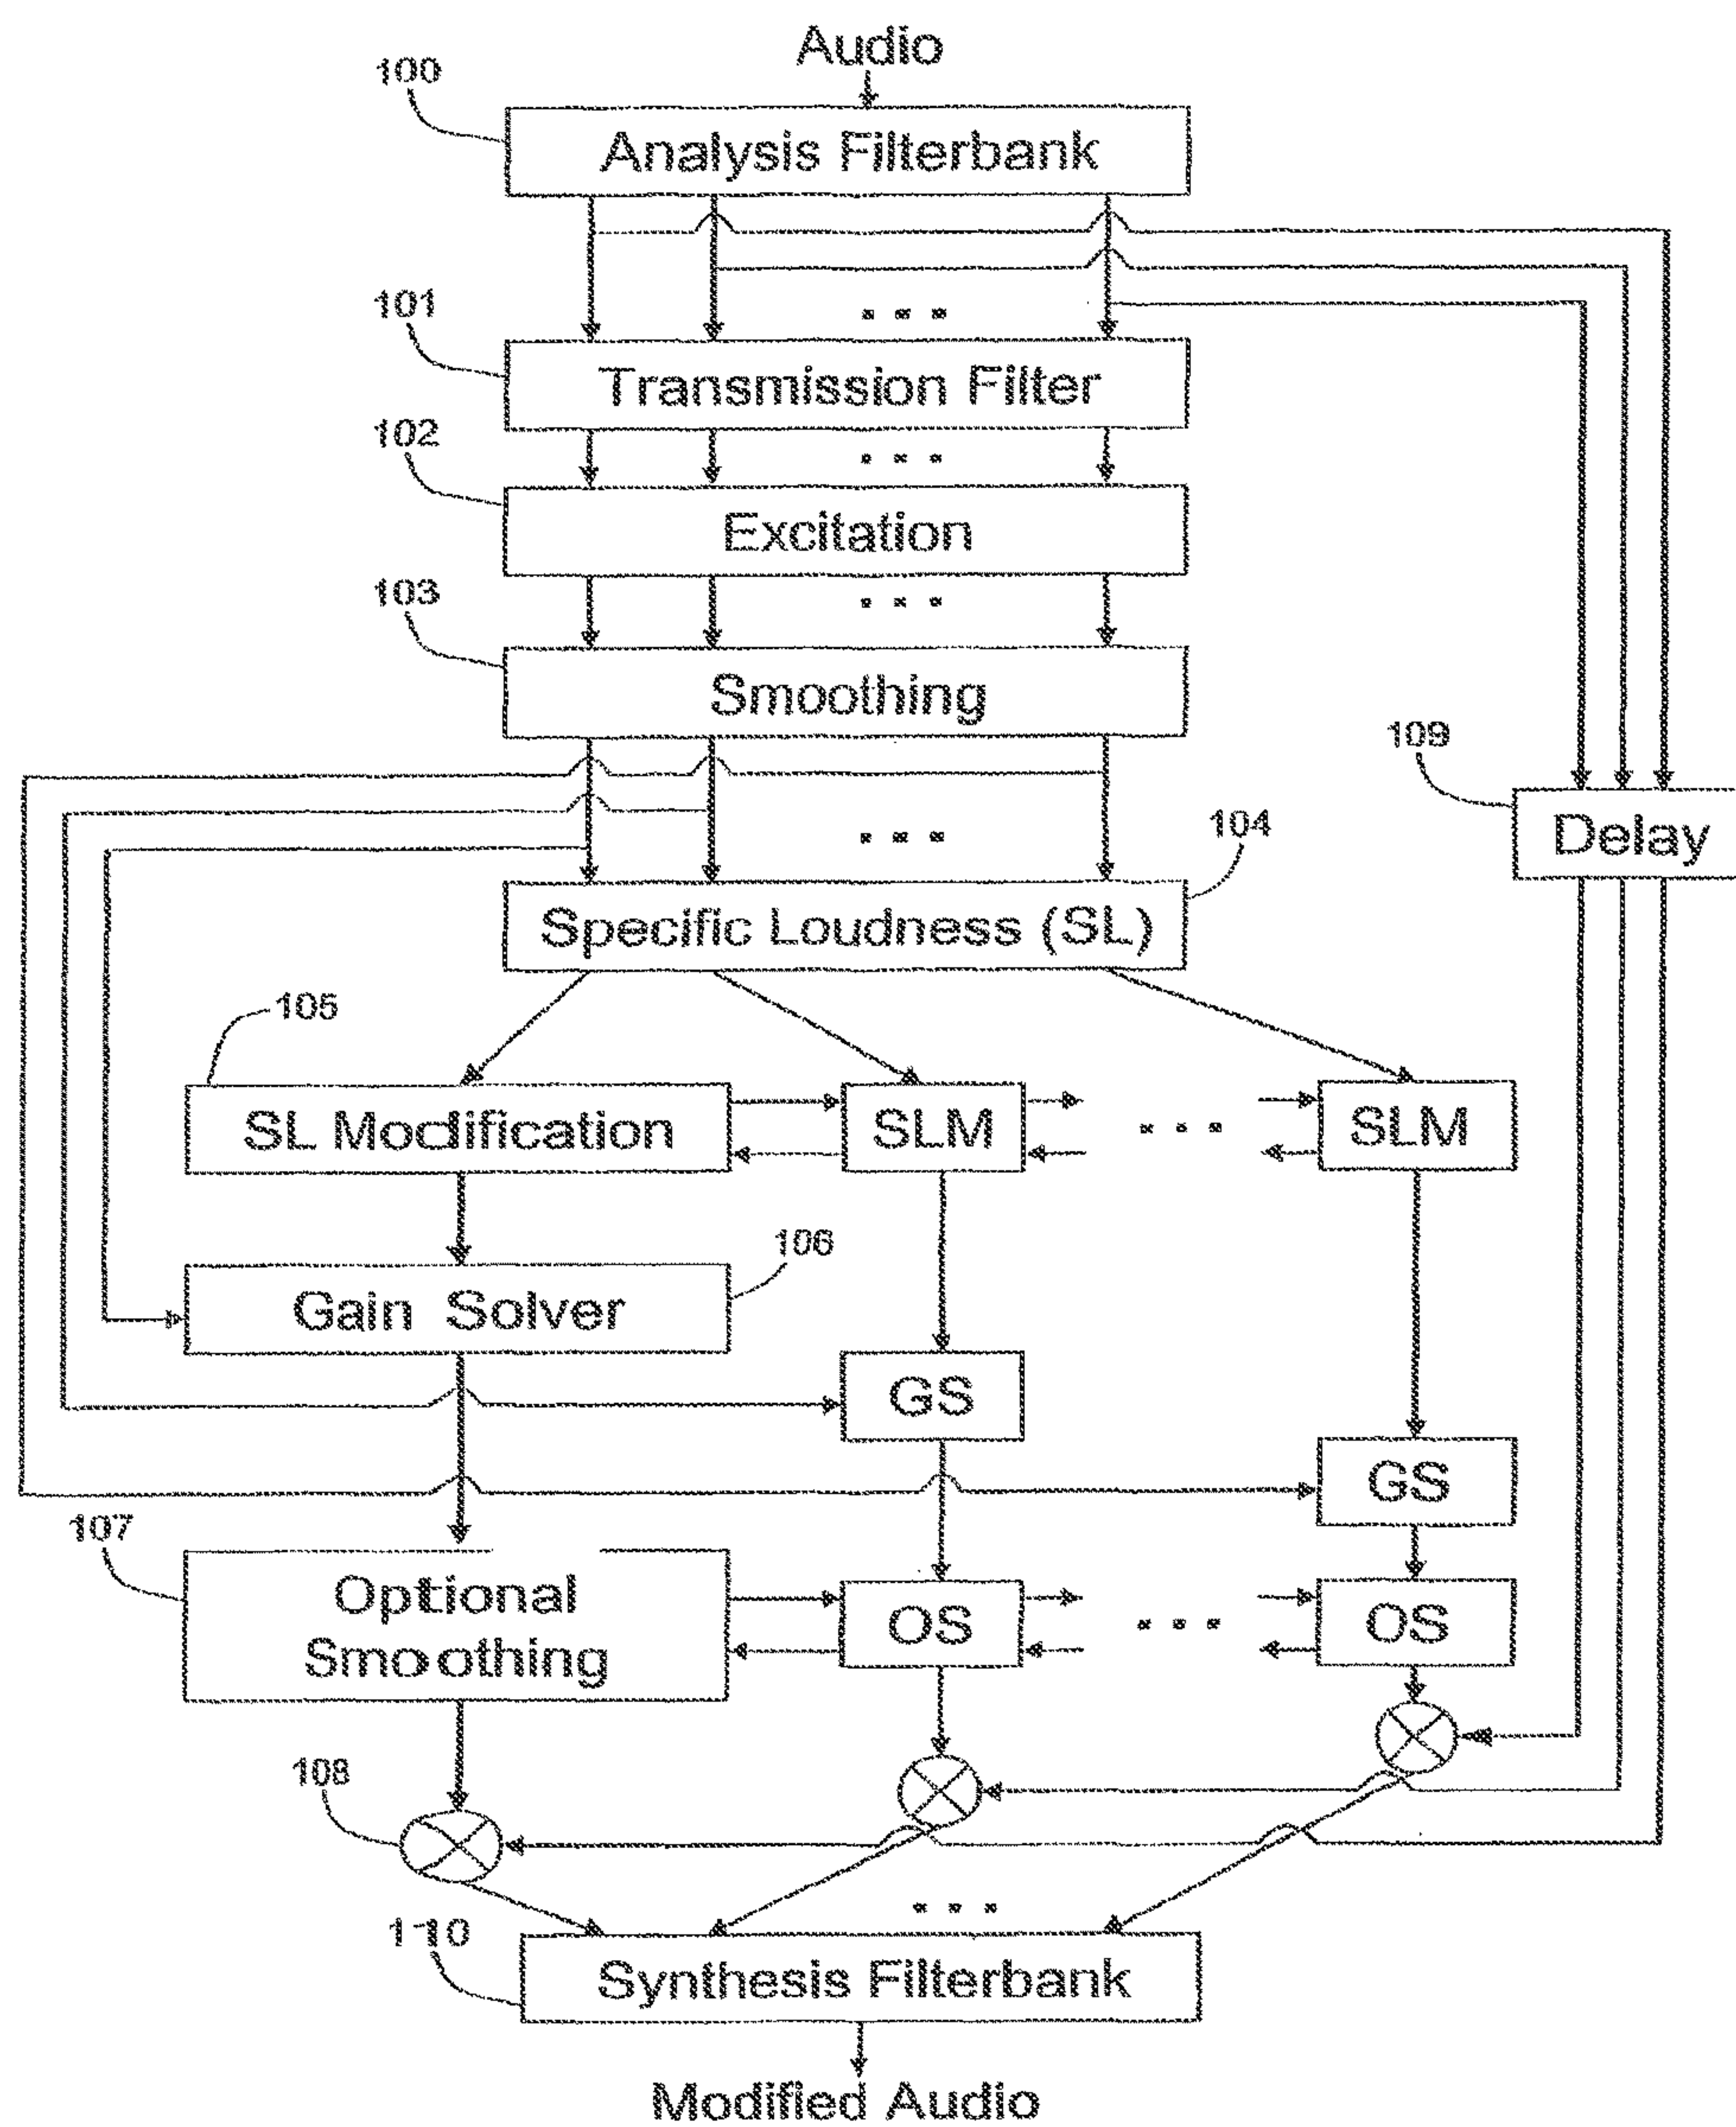 Audio
100
Analysis Filterbank
101
. . .
Transmission Filter
102
. . .
Excitation
103
. . .
Smoothing
109
Delay
. . .
104
Specific Loudness (SL)
105
SL Modification
SLM
. . .
SLM
106
Gain Solver
GS
GS
107
Optional
Smoothing
OS
. . .
OS
108
. . .
110
Synthesis Filterbank
Modified Audio